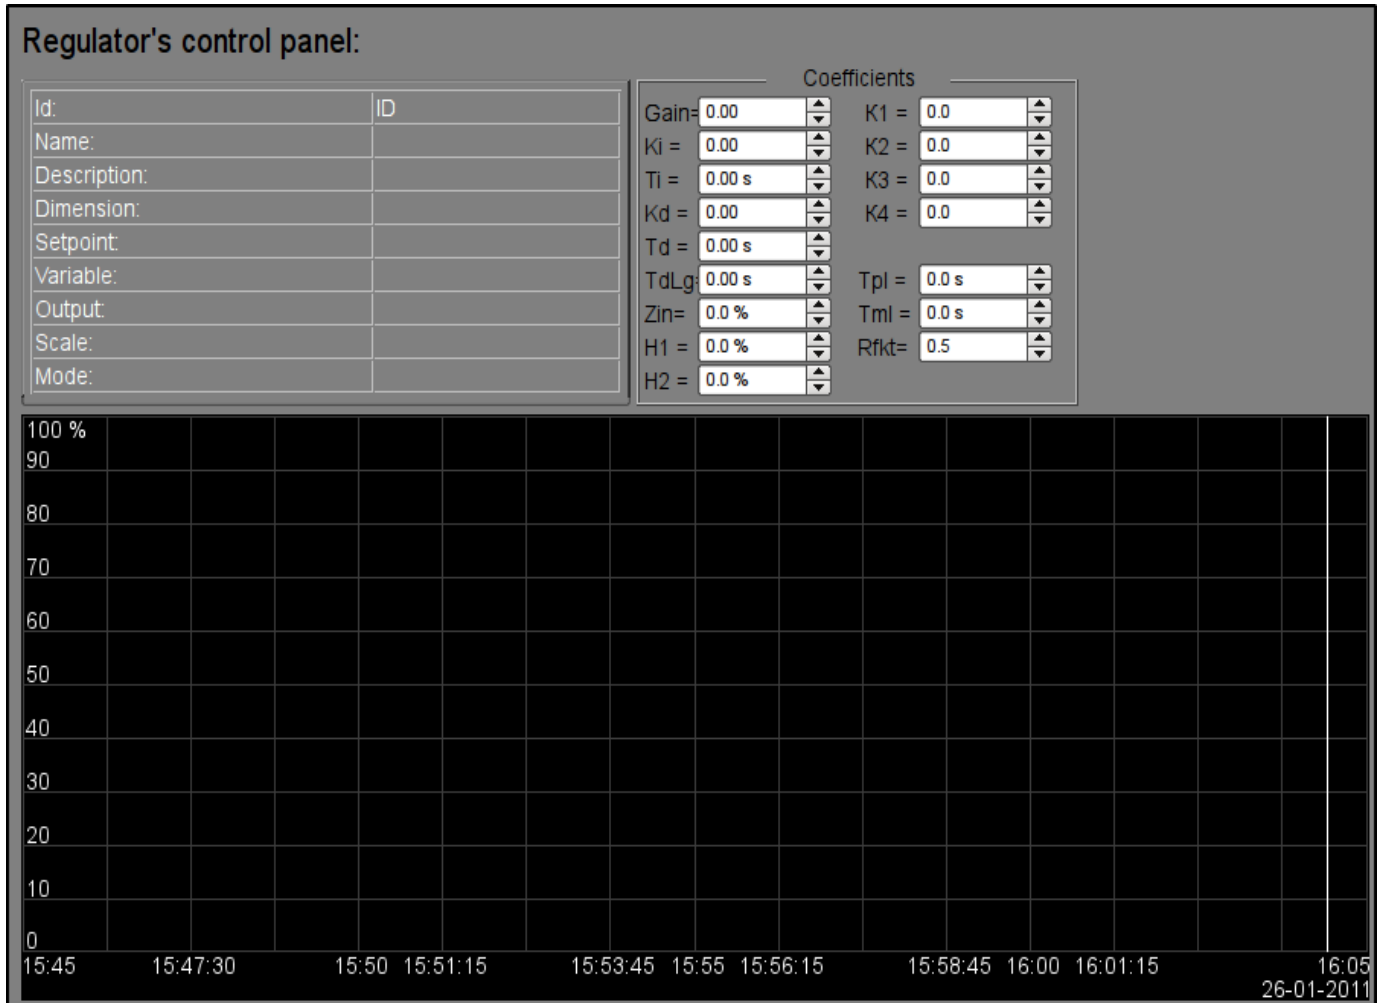 Regulator's control panel:
Id: ID
Name:
Description:
Dimension:
Setpoint:
Variable:
Output:
Scale:
Mode:
Coefficients
Gain= 0.00 K1 = 0.0
Ki = 0.00 K2 = 0.0
Ti = 0.00 s K3 = 0.0
Kd = 0.00 K4 = 0.0
Td = 0.00 s
TdLg= 0.00 s Tpl = 0.0 s
Zin= 0.0 % Tml = 0.0 s
H1 = 0.0 % Rfkt= 0.5
H2 = 0.0 %
100 %
90
80
70
60
50
40
30
20
10
0
15:45 15:47:30 15:50 15:51:15 15:53:45 15:55 15:56:15 15:58:45 16:00 16:01:15 16:05
26-01-2011